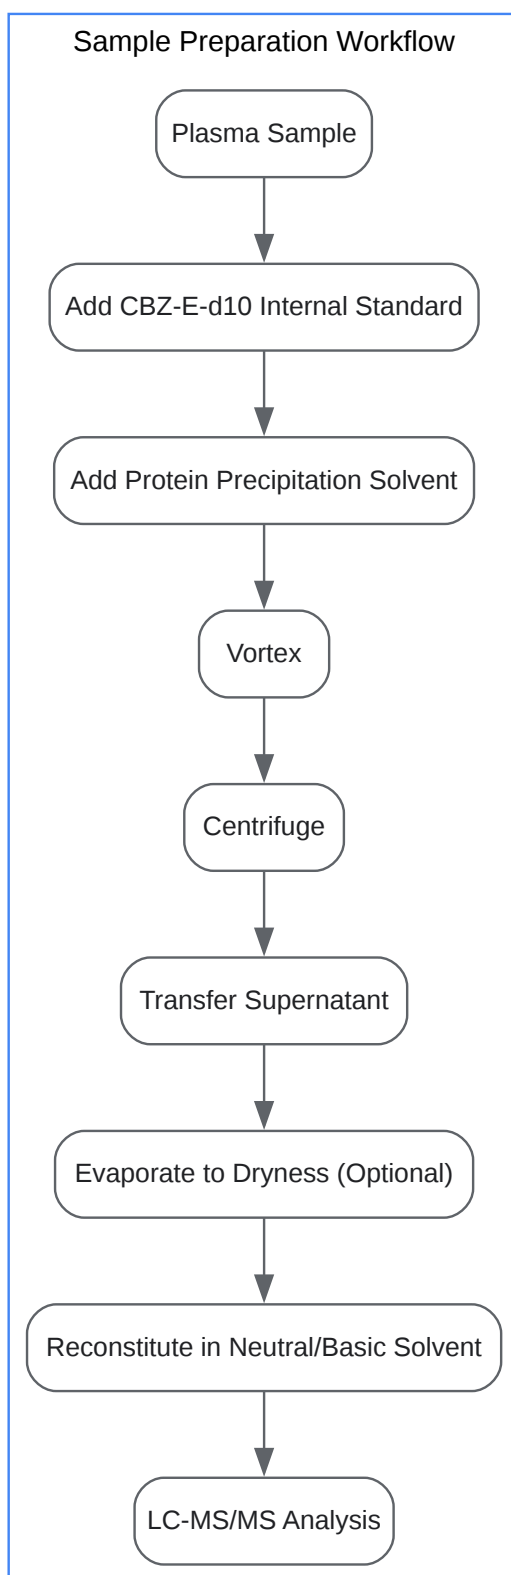 Sample Preparation Workflow
Plasma Sample
Add CBZ-E-d10 Internal Standard
Add Protein Precipitation Solvent
Vortex
Centrifuge
Transfer Supernatant
Evaporate to Dryness (Optional)
Reconstitute in Neutral/Basic Solvent
LC-MS/MS Analysis